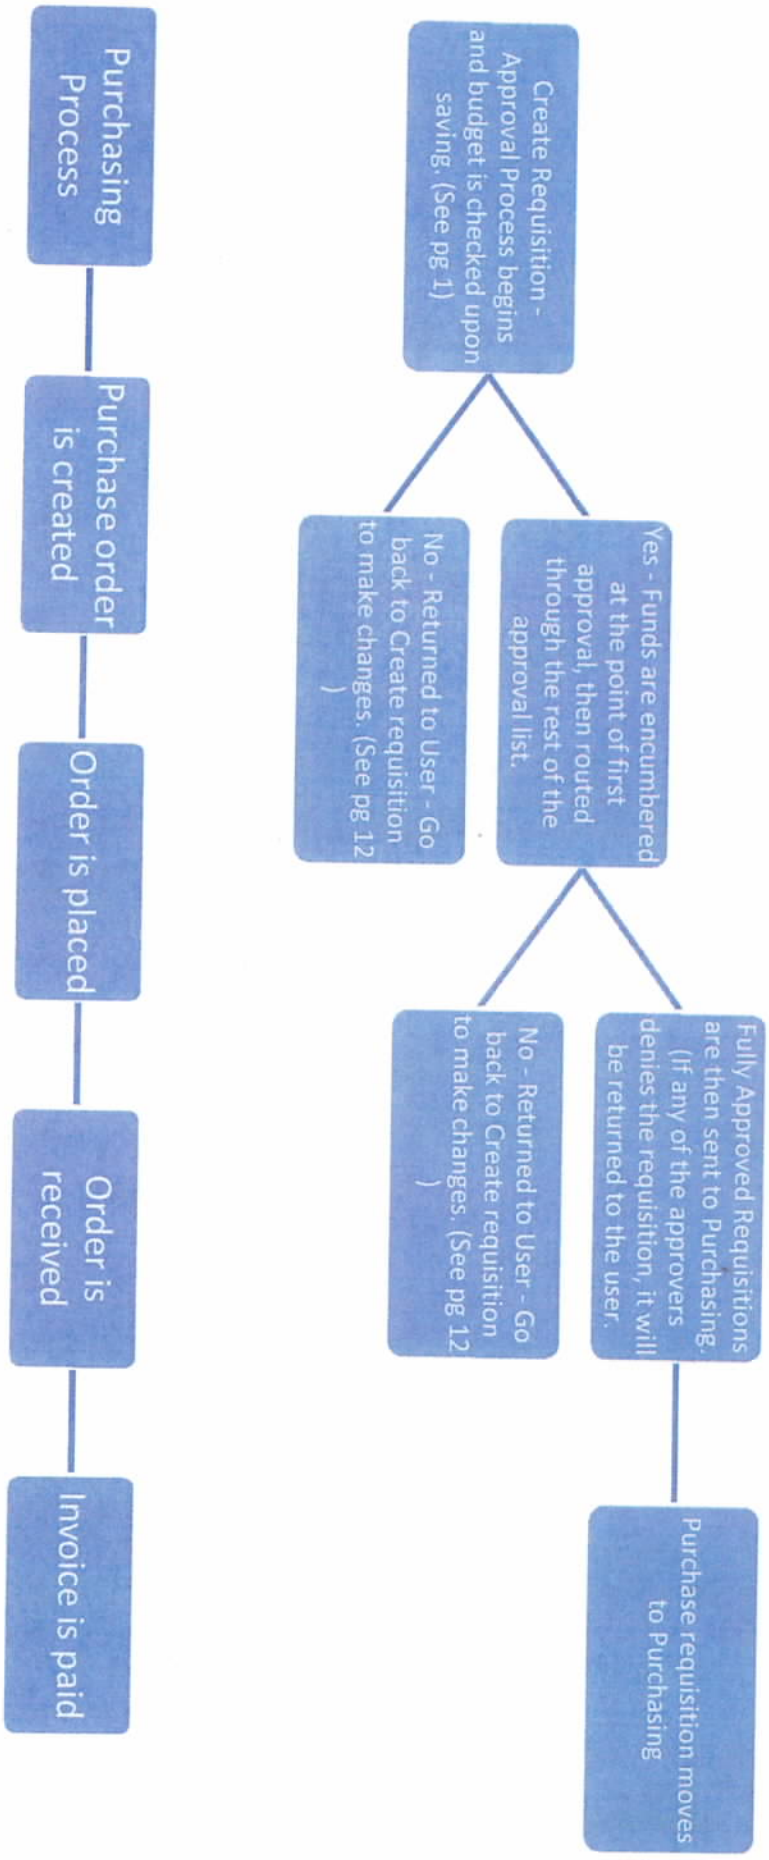 Create Requisition -
Approval Process begins
and budget is checked upon
saving. (See pg 1)
Yes - Funds are encumbered
at the point of first
approval, then routed
through the rest of the
approval list.
No - Returned to User - Go
back to Create requisition
to make changes. (See pg 12
)
Fully Approved Requisitions
are then sent to Purchasing.
(If any of the approvers
denies the requisition, it will
be returned to the user.
No - Returned to User - Go
back to Create requisition
to make changes. (See pg 12
)
Purchase requisition moves
to Purchasing
Purchasing
Process
Purchase order
is created
Order is placed
Order is
received
Invoice is paid